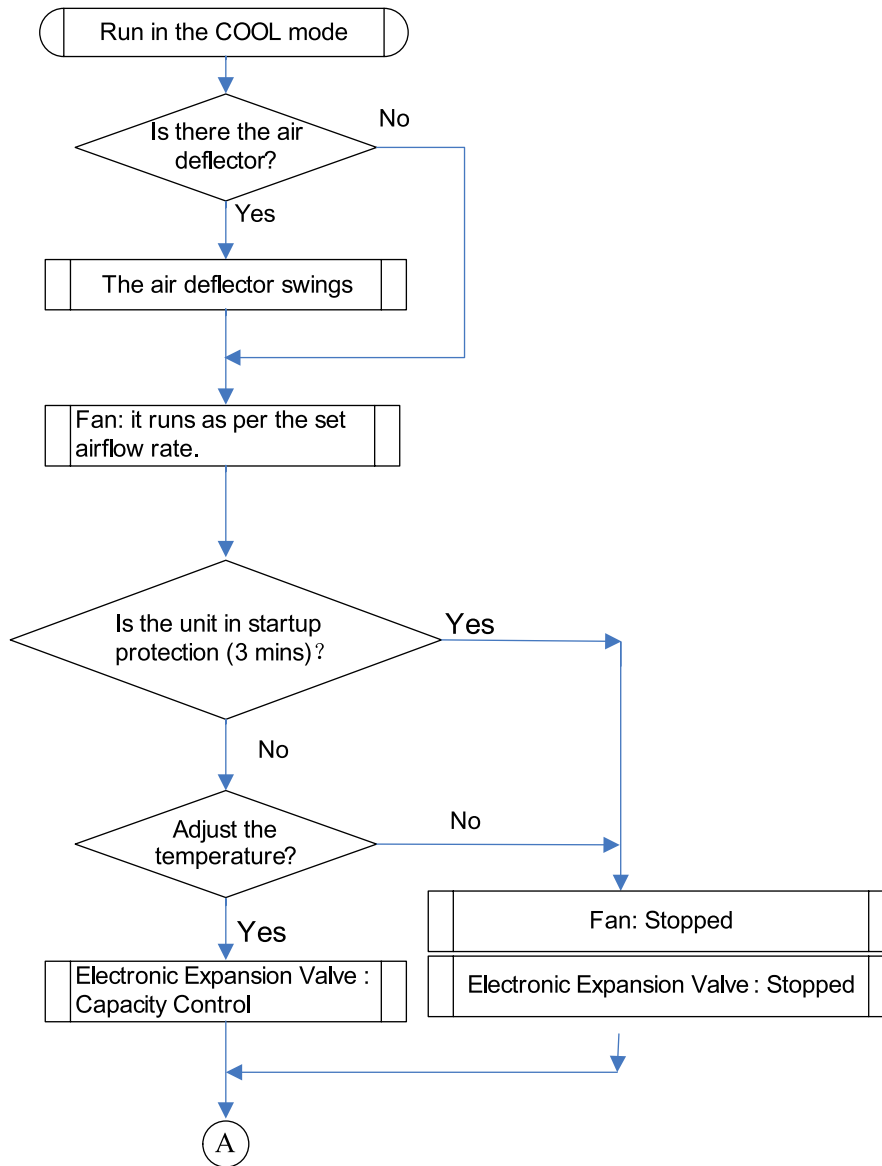 Run in the COOL mode
Is there the air
deflector?
No
Yes
The air deflector swings
Fan: it runs as per the set
airflow rate.
Is the unit in startup
protection (3 mins)？
Yes
No
Adjust the
temperature?
No
Yes
Fan: Stopped
Electronic Expansion Valve :
Capacity Control
Electronic Expansion Valve : Stopped
A